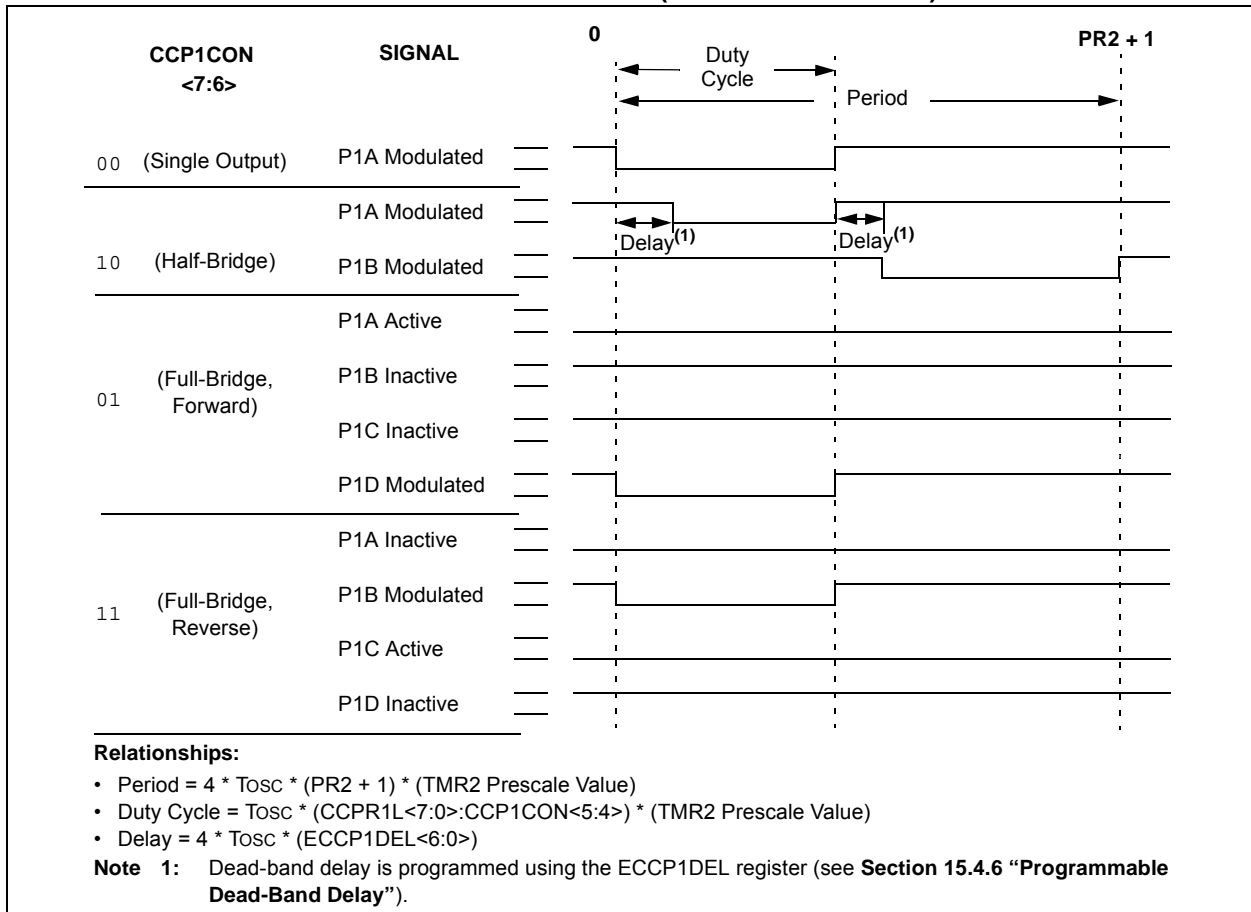 0
PR2 + 1
CCP1CON
<7:6>
SIGNAL
Duty
Cycle
Period
00 (Single Output) P1A Modulated
P1A Modulated
Delay(1)
Delay(1)
10 (Half-Bridge) P1B Modulated
P1A Active
P1B Inactive
01 (Full-Bridge,
Forward)
P1C Inactive
P1D Modulated
P1A Inactive
P1B Modulated
11 (Full-Bridge,
Reverse)
P1C Active
P1D Inactive
Relationships:
• Period = 4 * TOSC * (PR2 + 1) * (TMR2 Prescale Value)
• Duty Cycle = TOSC * (CCPR1L<7:0>:CCP1CON<5:4>) * (TMR2 Prescale Value)
• Delay = 4 * TOSC * (ECCP1DEL<6:0>)
Note 1: Dead-band delay is programmed using the ECCP1DEL register (see Section 15.4.6 “Programmable
Dead-Band Delay”).